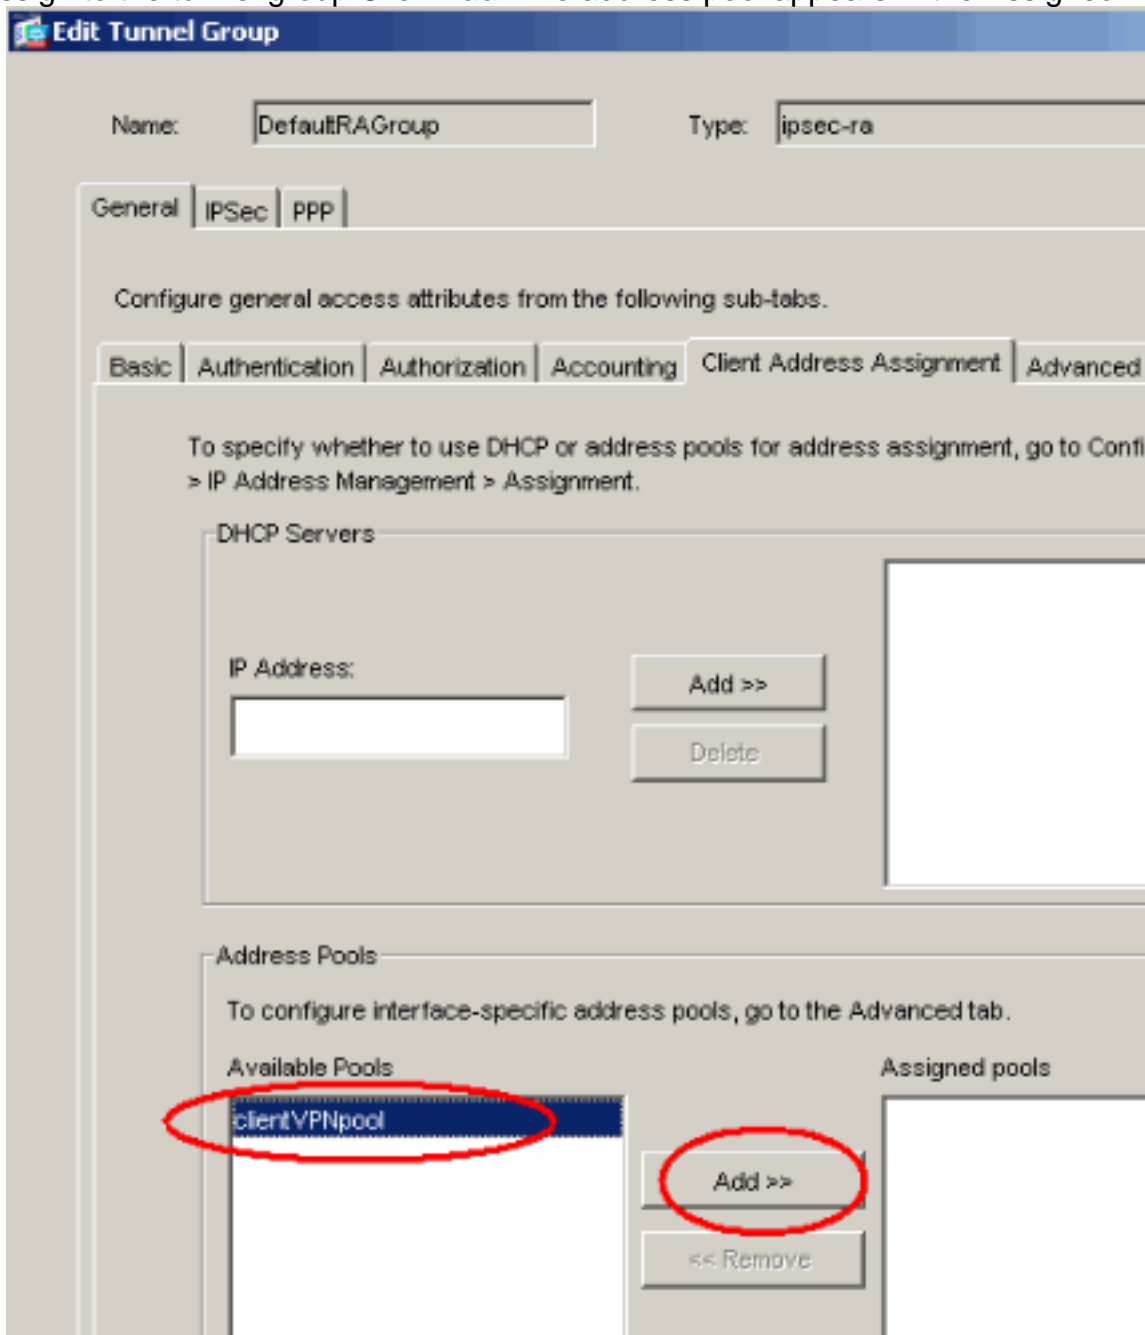 Edit Tunnel Group
Name: DefaultRAGroup Type: ipsec-ra
General IPSec PPP
Configure general access attributes from the following sub-tabs.
Basic Authentication Authorization Accounting Client Address Assignment Advanced
To specify whether to use DHCP or address pools for address assignment, go to Confi
> IP Address Management > Assignment.
DHCP Servers
IP Address:
Add >>
Delete
Address Pools
To configure interface-specific address pools, go to the Advanced tab.
Available Pools Assigned pools
clientVPNpool
Add >>
<< Remove